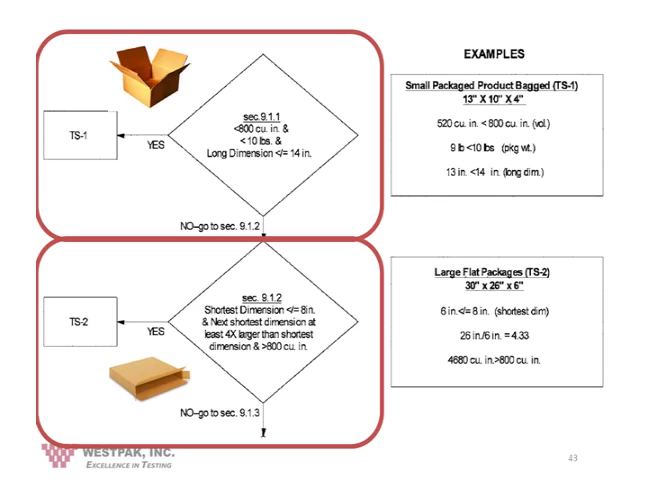 EXAMPLES
Small Packaged Product Bagged (TS-1)
13" X 10" X 4"
520 cu. in. < 800 cu. in. (vol.)
9 lb <10 lbs (pkg wt.)
13 in. <14 in. (long dim.)
sec.9.1.1
<800 cu. in. &
< 10 lbs. &
Long Dimension </= 14 in.
TS-1
YES
NO–go to sec. 9.1.2
Large Flat Packages (TS-2)
30" x 26" x 6"
6 in.</= 8 in. (shortest dim)
26 in./6 in. = 4.33
4680 cu. in.>800 cu. in.
sec. 9.1.2
Shortest Dimension </= 8in.
& Next shortest dimension at
least 4X larger than shortest
dimension & >800 cu. in.
TS-2
YES
NO–go to sec. 9.1.3
WESTPAK, INC.
EXCELLENCE IN TESTING
43